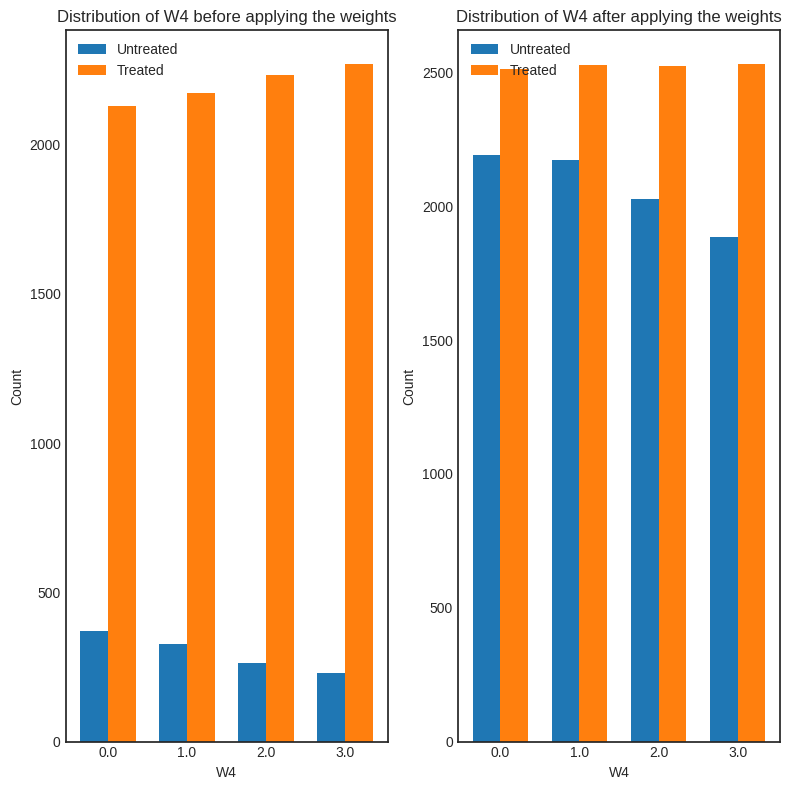 Distribution of W4 before applying the weights
Untreated
Treated
2000
1500
1000
500
0
Count
0.0 1.0 2.0 3.0
W4
Distribution of W4 after applying the weights
Untreated
Treated
2500
2000
1500
1000
500
0
Count
0.0 1.0 2.0 3.0
W4